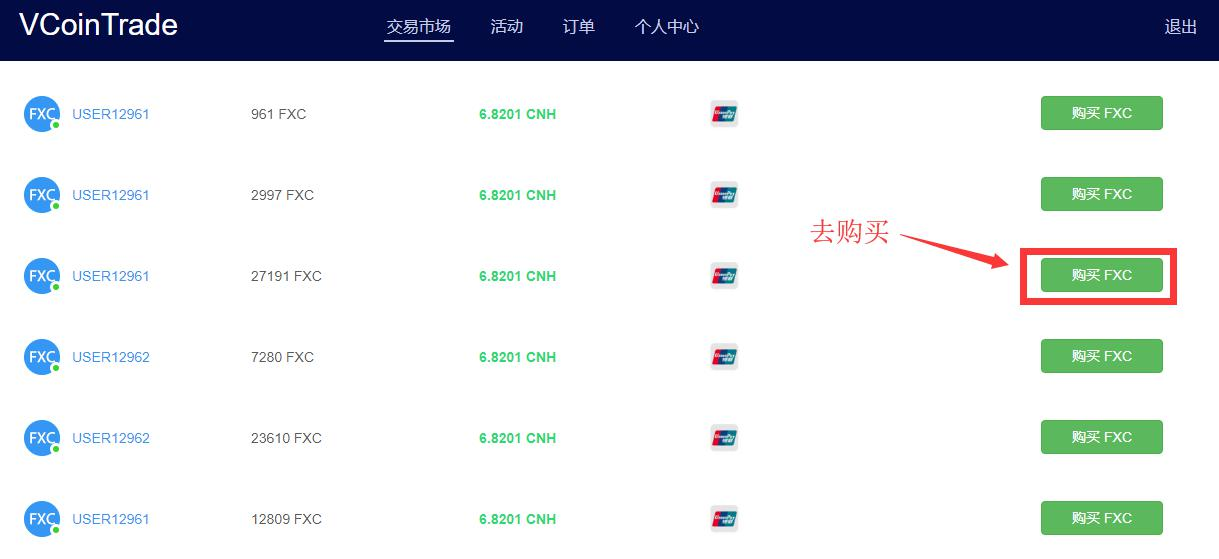 VCoinTrade 交易市场 活动 订单 个人中心 退出
FXC USER12961 961 FXC 6.8201 CNH 购买 FXC
FXC USER12961 2997 FXC 6.8201 CNH 购买 FXC
去购买
FXC USER12961 27191 FXC 6.8201 CNH 购买 FXC
FXC USER12962 7280 FXC 6.8201 CNH 购买 FXC
FXC USER12962 23610 FXC 6.8201 CNH 购买 FXC
FXC USER12961 12809 FXC 6.8201 CNH 购买 FXC